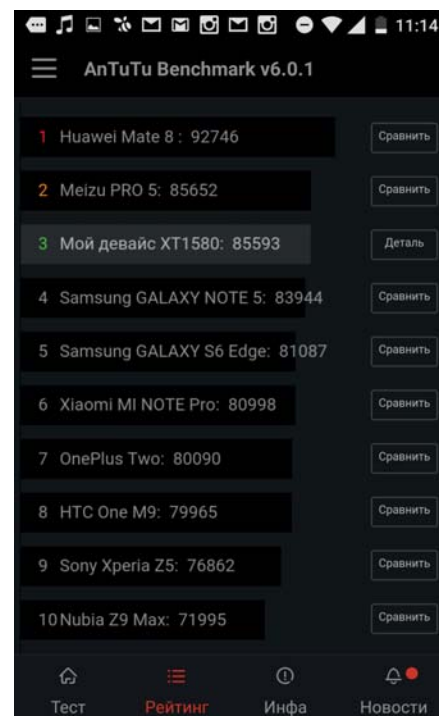 11:14
AnTuTu Benchmark v6.0.1
1 Huawei Mate 8 : 92746 Сравнить
2 Meizu PRO 5: 85652 Сравнить
3 Мой девайс XT1580: 85593 Деталь
4 Samsung GALAXY NOTE 5: 83944 Сравнить
5 Samsung GALAXY S6 Edge: 81087 Сравнить
6 Xiaomi MI NOTE Pro: 80998 Сравнить
7 OnePlus Two: 80090 Сравнить
8 HTC One M9: 79965 Сравнить
9 Sony Xperia Z5: 76862 Сравнить
10 Nubia Z9 Max: 71995 Сравнить
Тест Рейтинг Инфа Новости